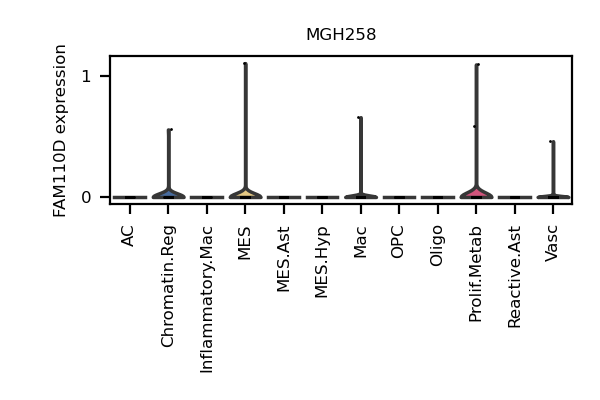 MGH258
FAM110D expression
1
0
AC
Chromatin.Reg
Inflammatory.Mac
MES
MES.Ast
MES.Hyp
Mac
OPC
Oligo
Prolif.Metab
Reactive.Ast
Vasc